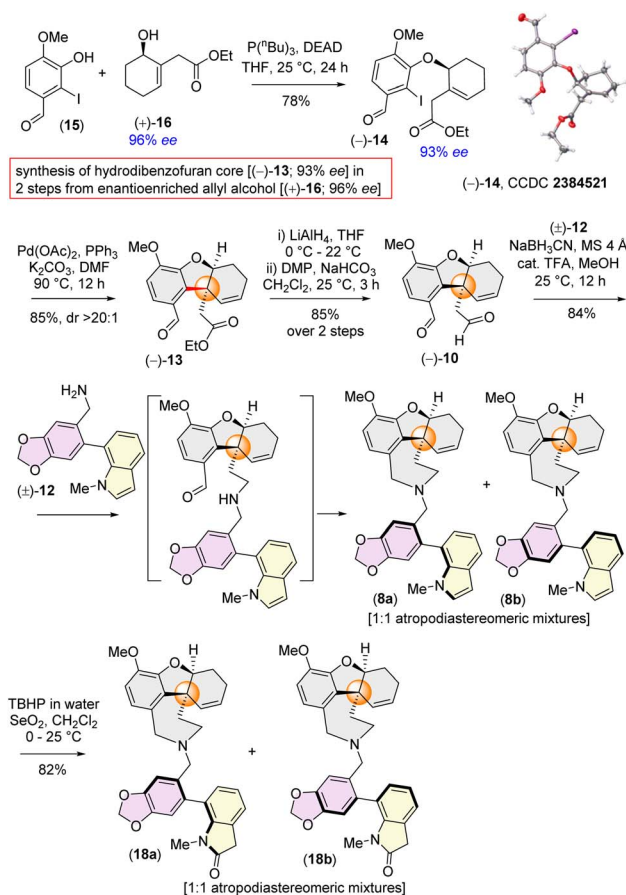 OMe
OH
I
O
H
(15)
+
OH
H
O
O
Et
(+)-16
96% ee
P(ⁿBu)₃, DEAD
THF, 25 °C, 24 h
78%
OMe
O
H
I
O
H
O
OEt
(−)-14
93% ee
(−)-14, CCDC 2384521
synthesis of hydrodibenzofuran core [(−)-13; 93% ee] in
2 steps from enantioenriched allyl alcohol [(+)-16; 96% ee]
Pd(OAc)₂, PPh₃
K₂CO₃, DMF
90 °C, 12 h
85%, dr >20:1
MeO
O
H
O
H
O
EtO
(−)-13
i) LiAlH₄, THF
0 °C - 22 °C
ii) DMP, NaHCO₃
CH₂Cl₂, 25 °C, 3 h
85%
over 2 steps
MeO
O
H
O
H
O
H
(−)-10
(±)-12
NaBH₃CN, MS 4 Å
cat. TFA, MeOH
25 °C, 12 h
84%
NH₂
O
O
N
Me
(±)-12
MeO
O
H
O
H
NH
O
O
Me
N
MeO
O
H
N
O
O
Me
N
(8a)
+
MeO
O
H
N
O
O
Me
N
(8b)
[1:1 atropodiastereomeric mixtures]
TBHP in water
SeO₂, CH₂Cl₂
0 - 25 °C
82%
MeO
O
H
N
O
O
Me
N
O
(18a)
+
MeO
O
H
N
O
O
Me
N
O
(18b)
[1:1 atropodiastereomeric mixtures]